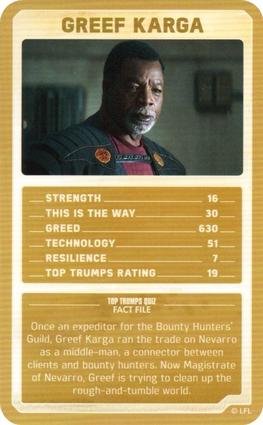 GREEF KARGA
STRENGTH 16
THIS IS THE WAY 30
GREED 630
TECHNOLOGY 51
RESILIENCE 7
TOP TRUMPS RATING 19
TOP TRUMPS QUIZ
FACT FILE
Once an expeditor for the Bounty Hunters'
Guild, Greef Karga ran the trade on Nevarro
as a middle-man, a connector between
clients and bounty hunters. Now Magistrate
of Nevarro, Greef is trying to clean up the
rough-and-tumble world.
© LFL